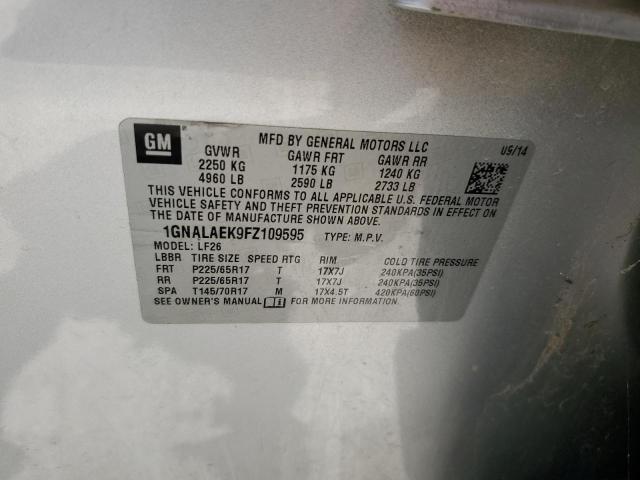 GM
MFD BY GENERAL MOTORS LLC
GVWR GAWR FRT GAWR RR
2250 KG 1175 KG 1240 KG
4960 LB 2590 LB 2733 LB
THIS VEHICLE CONFORMS TO ALL APPLICABLE U.S. FEDERAL MOTOR
VEHICLE SAFETY AND THEFT PREVENTION STANDARDS IN EFFECT ON
THE DATE OF MANUFACTURE SHOWN ABOVE.
1GNALAEK9FZ109595 TYPE: M.P.V.
MODEL: LF26
LBBR TIRE SIZE SPEED RTG RIM COLD TIRE PRESSURE
FRT P225/65R17 T 17X7J 240KPA(35PSI)
RR P225/65R17 T 17X7J 240KPA(35PSI)
SPA T145/70R17 M 17X4.5T 420KPA(60PSI)
SEE OWNER'S MANUAL FOR MORE INFORMATION.